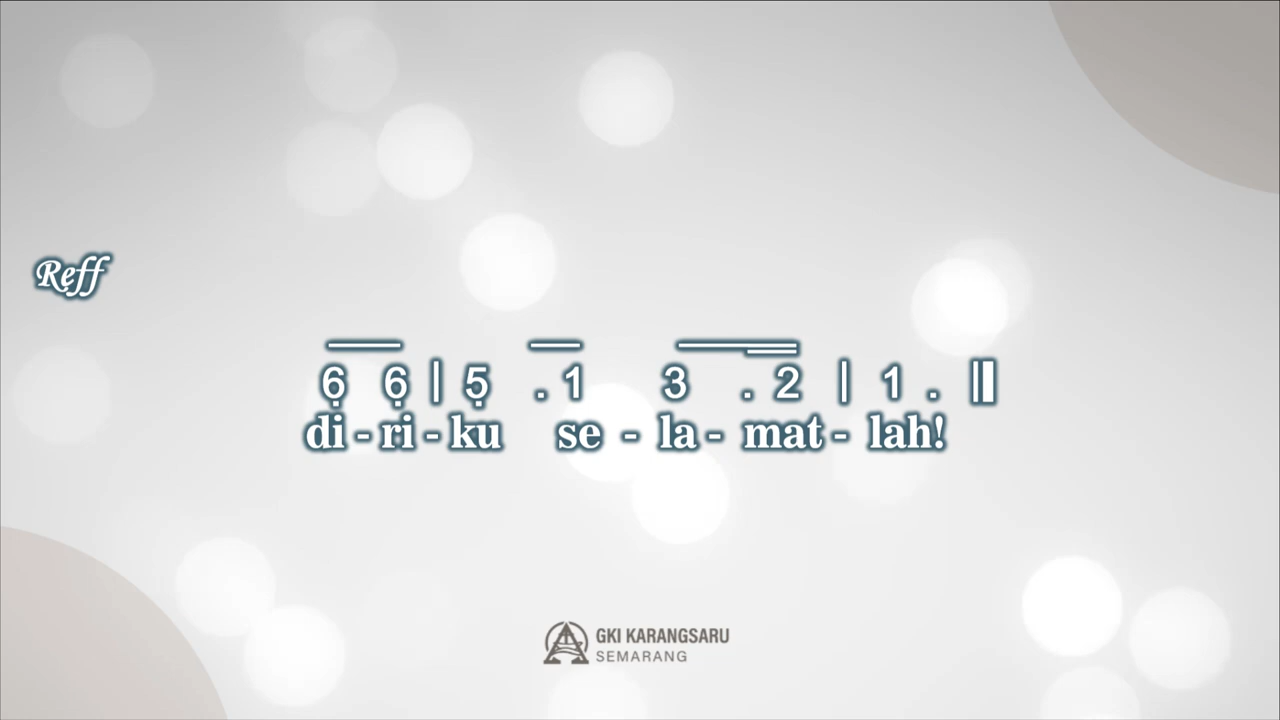 Reff
6̣ 6̣ | 5̣ . 1 3 . 2 | 1 . ‖
di - ri - ku se - la - mat - lah!
GKI KARANGSARU
SEMARANG